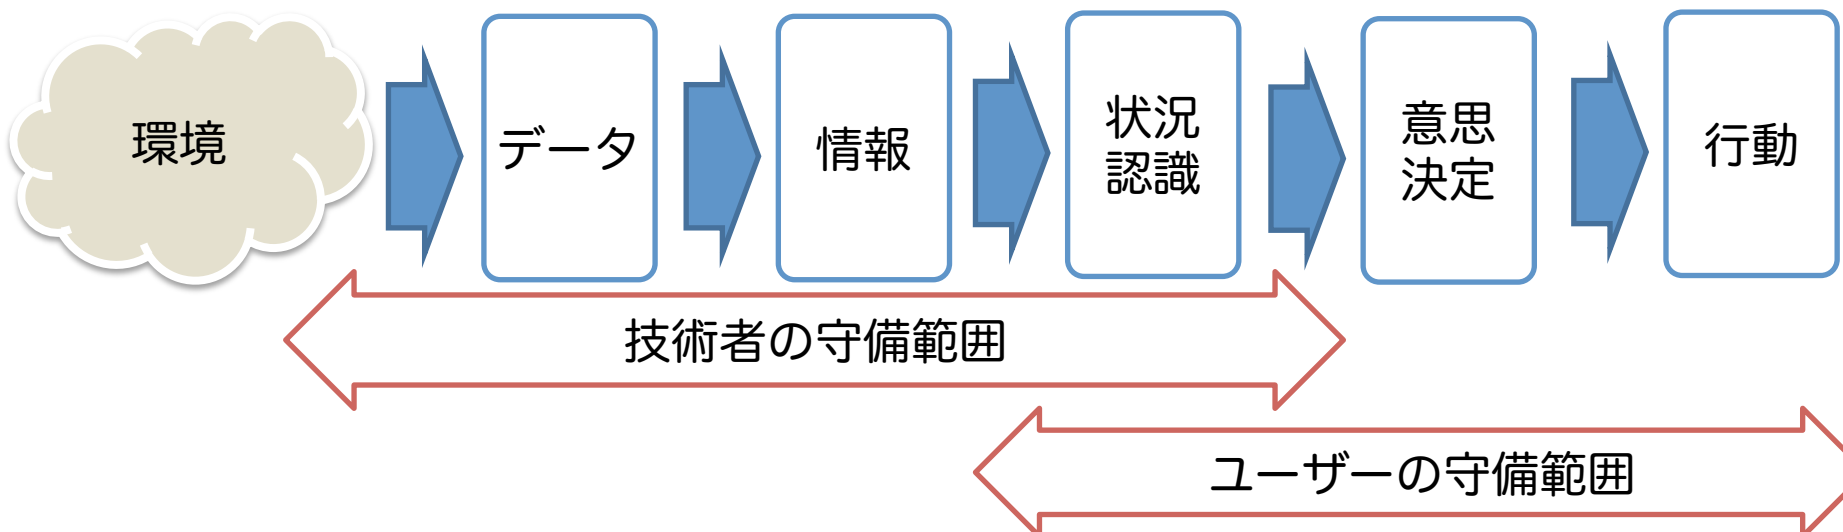 環境
データ
情報
状況
認識
意思
決定
行動
技術者の守備範囲
ユーザーの守備範囲